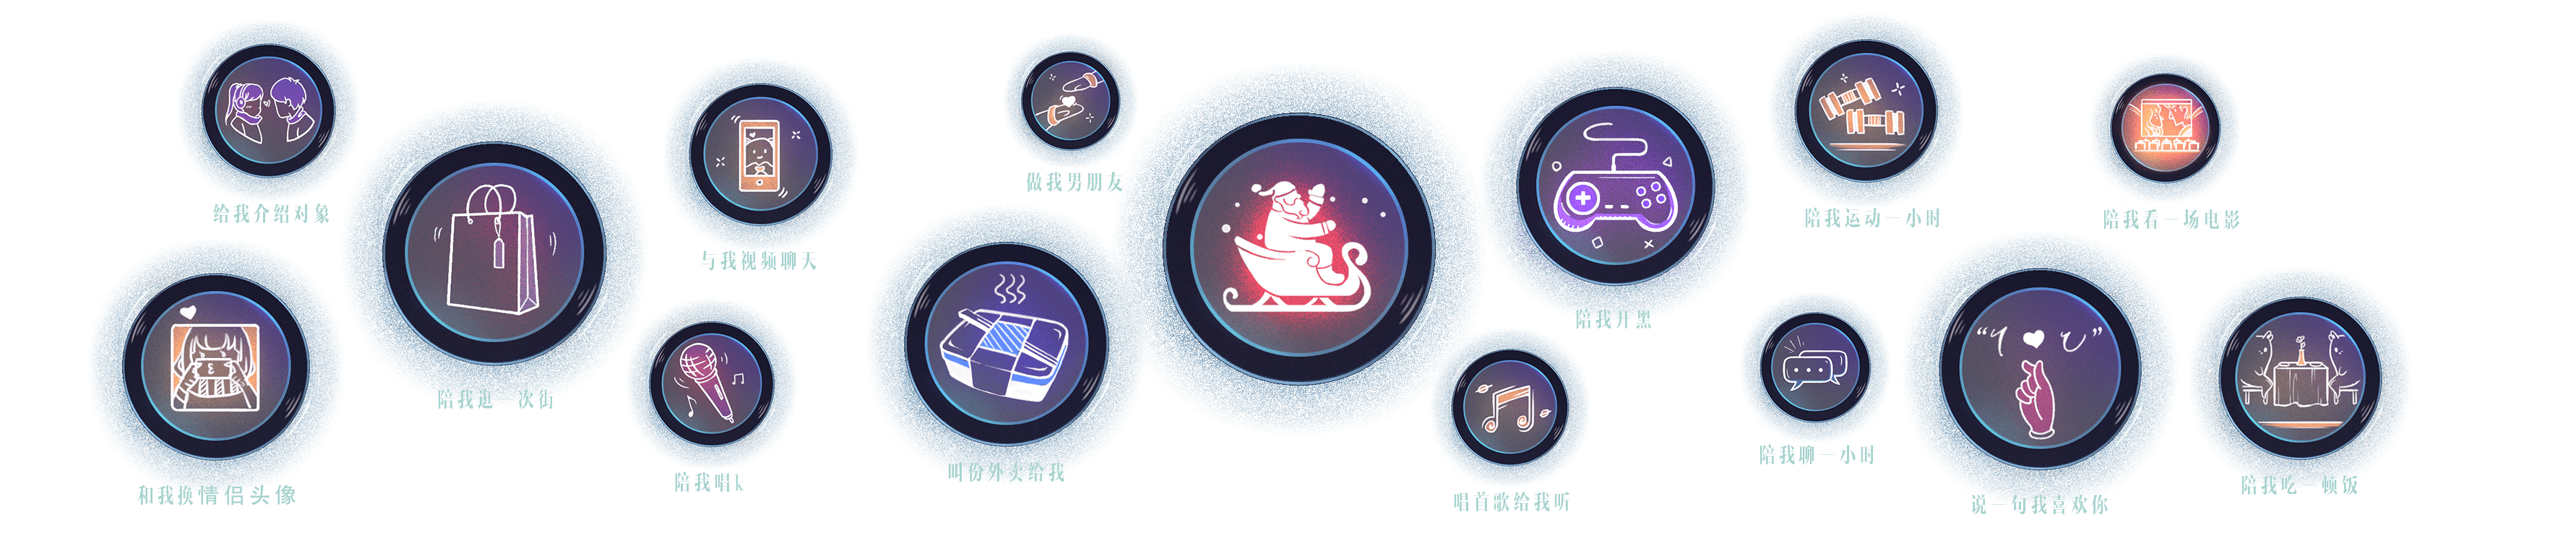 给我介绍对象
和我换情侣头像
陪我逛一次街
与我视频聊天
陪我唱k
做我男朋友
叫份外卖给我
陪我开黑
唱首歌给我听
陪我运动一小时
陪我聊一小时
陪我看一场电影
说一句我喜欢你
陪我吃一顿饭